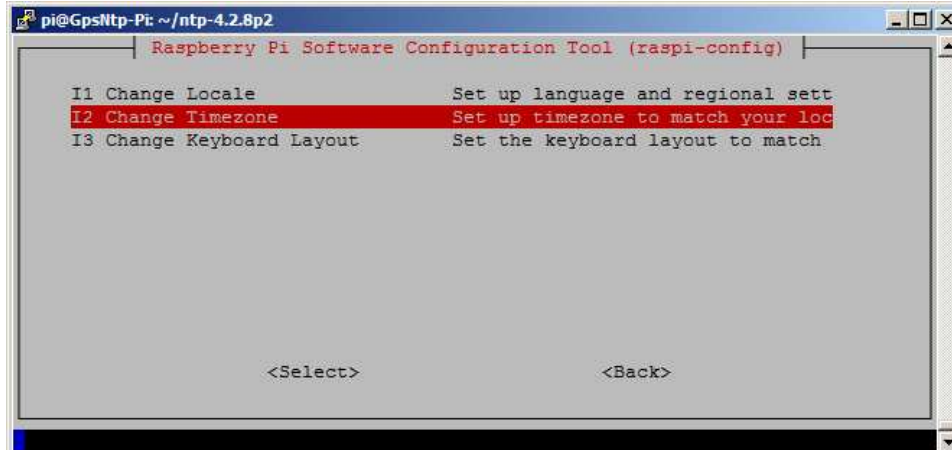 pi@GpsNtp-Pi: ~/ntp-4.2.8p2
Raspberry Pi Software Configuration Tool (raspi-config)
I1 Change Locale Set up language and regional sett
I2 Change Timezone Set up timezone to match your loc
I3 Change Keyboard Layout Set the keyboard layout to match
<Select> <Back>